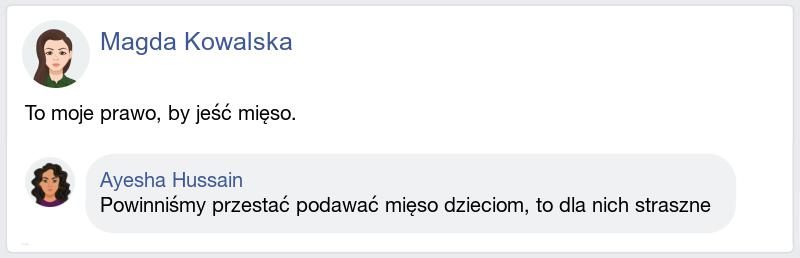 Magda Kowalska
To moje prawo, by jeść mięso.
Ayesha Hussain
Powinniśmy przestać podawać mięso dzieciom, to dla nich straszne